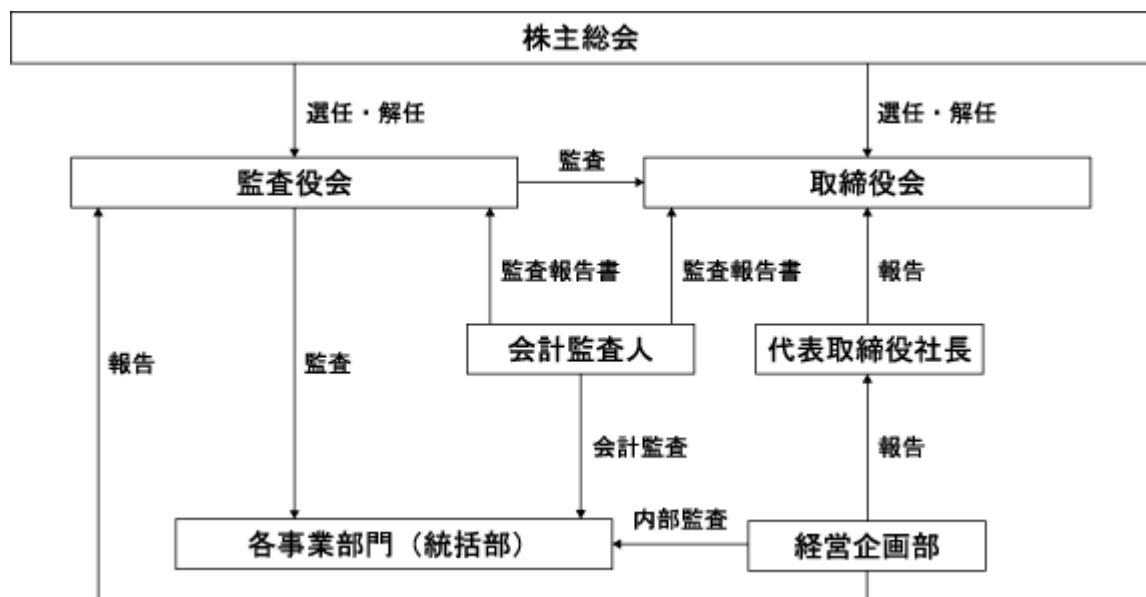 株主総会
選任・解任
選任・解任
監査役会
監査
取締役会
監査報告書
監査報告書
報告
会計監査人
代表取締役社長
報告
監査
会計監査
報告
内部監査
各事業部門（統括部）
経営企画部